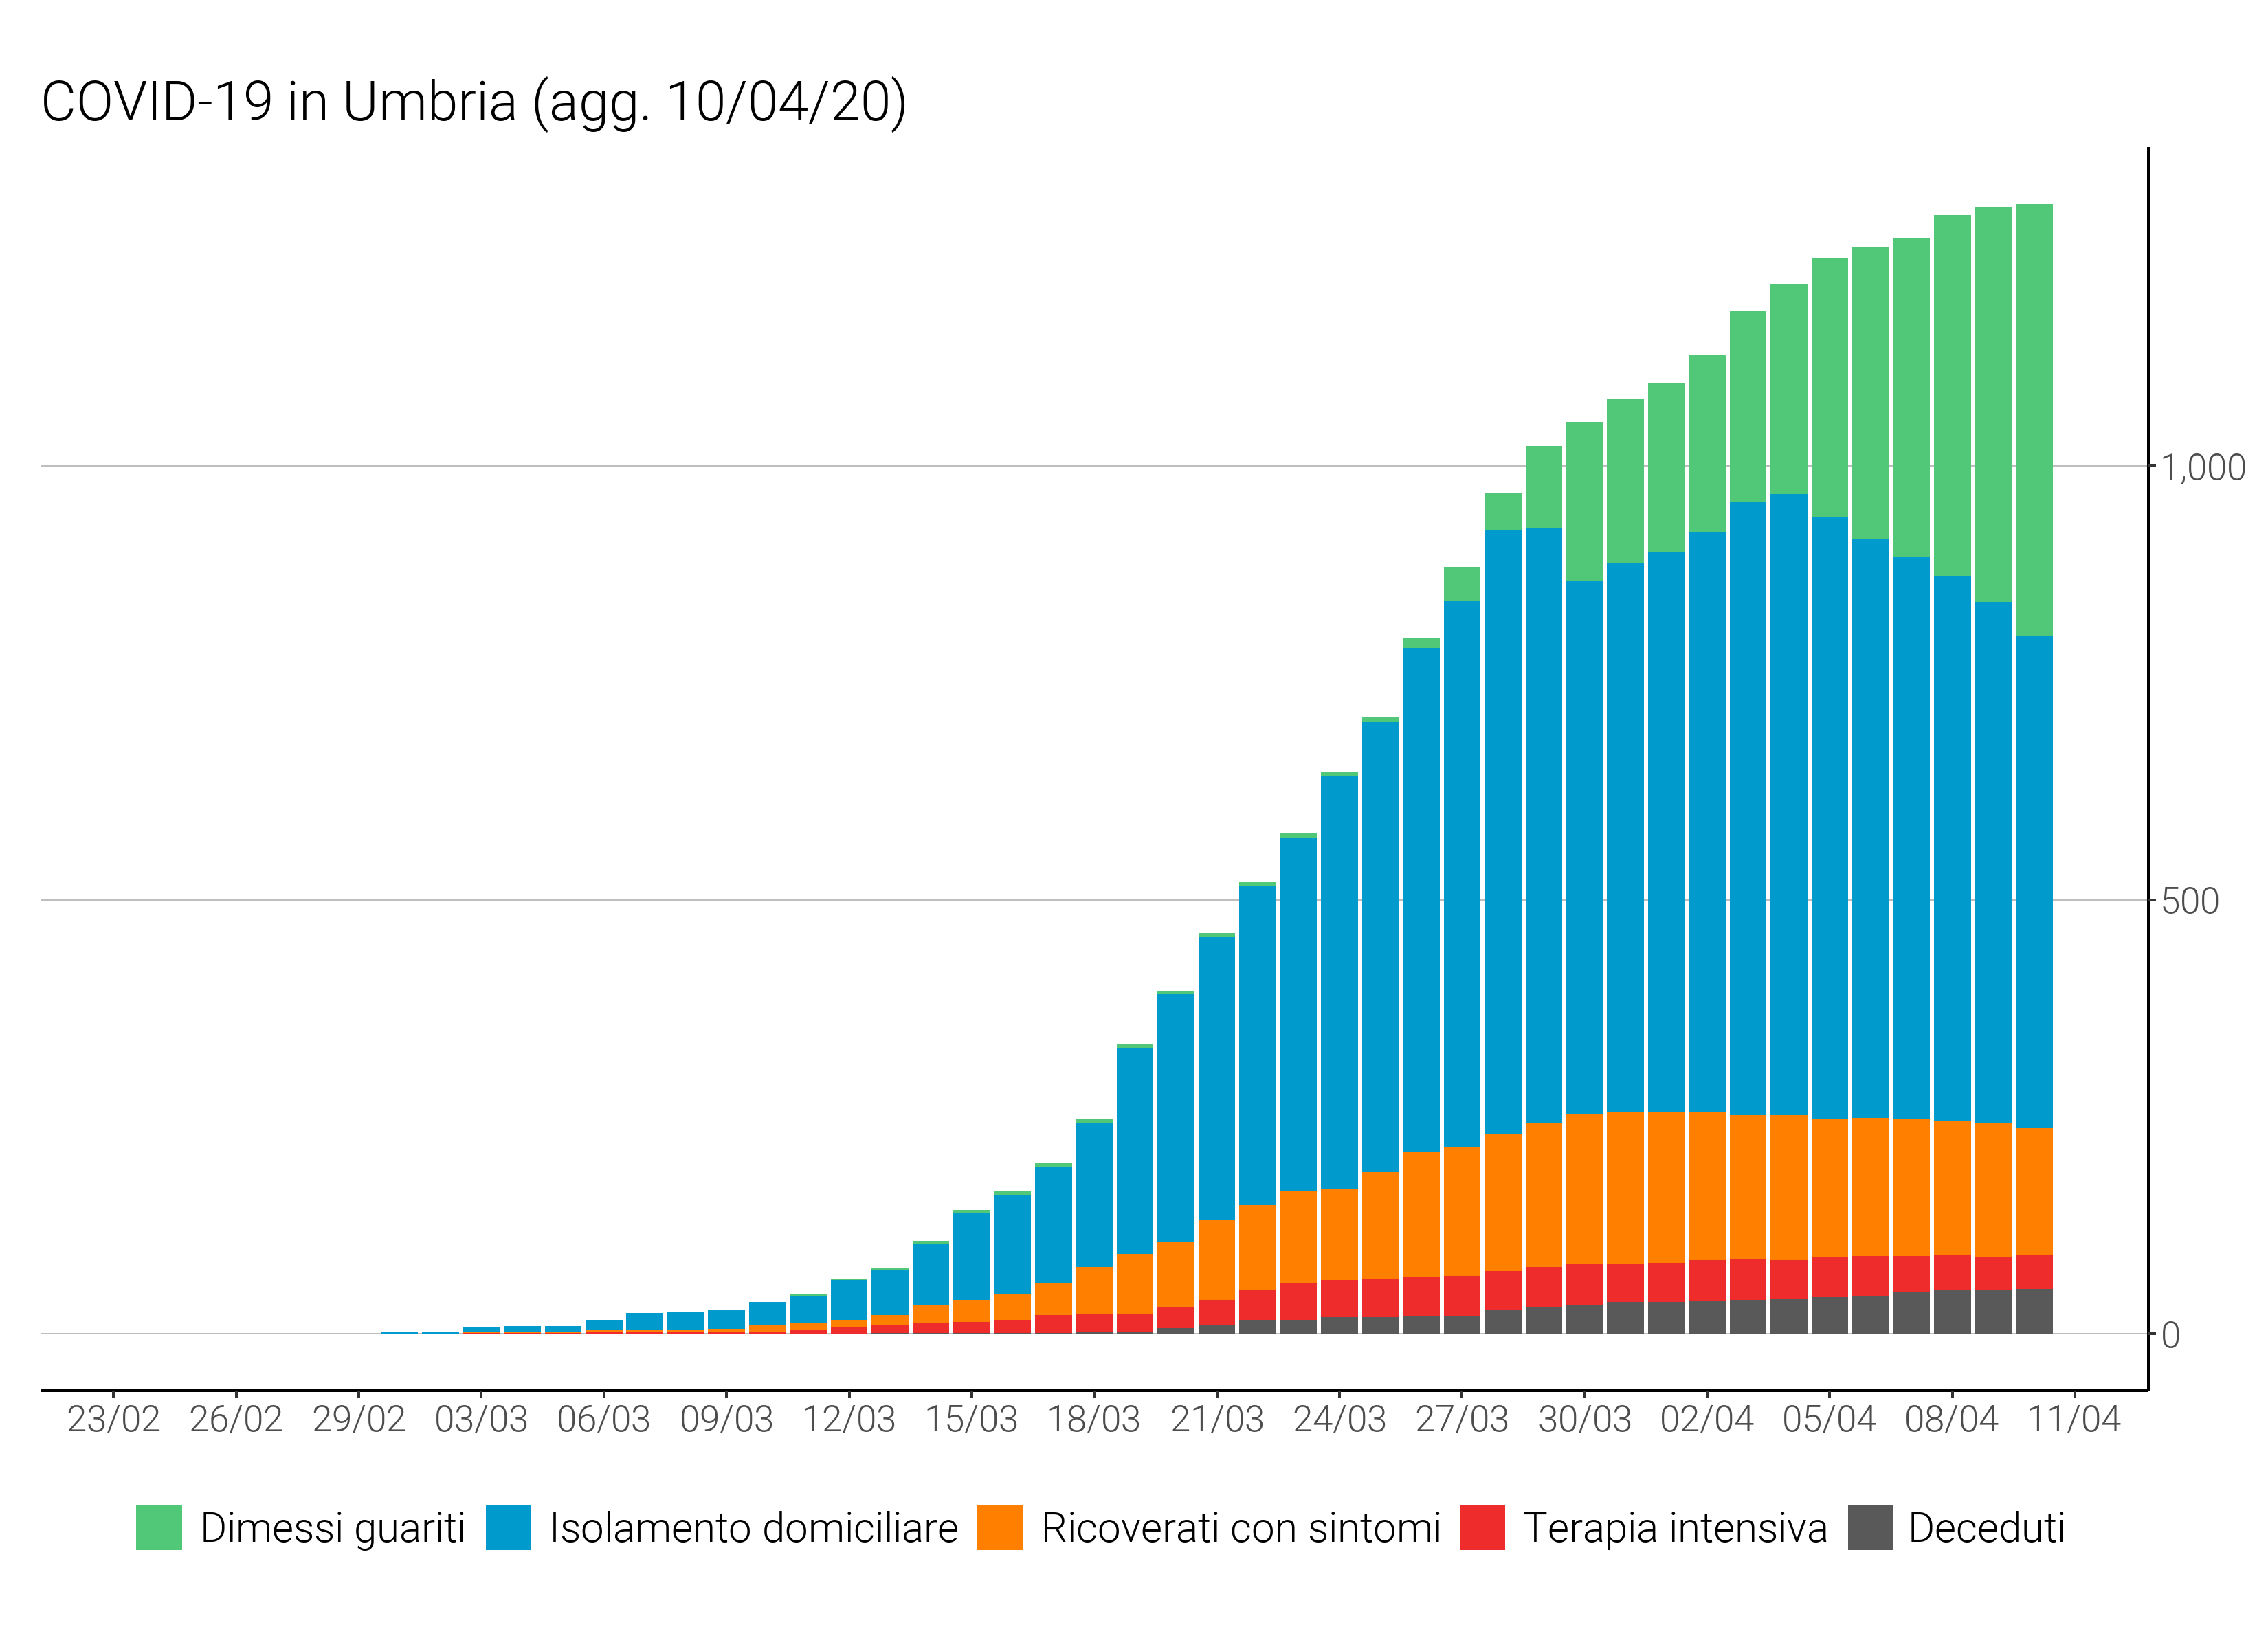 COVID-19 in Umbria (agg. 10/04/20)
1,000
500
0
23/02 26/02 29/02 03/03 06/03 09/03 12/03 15/03 18/03 21/03 24/03 27/03 30/03 02/04 05/04 08/04 11/04
Dimessi guariti Isolamento domiciliare Ricoverati con sintomi Terapia intensiva Deceduti